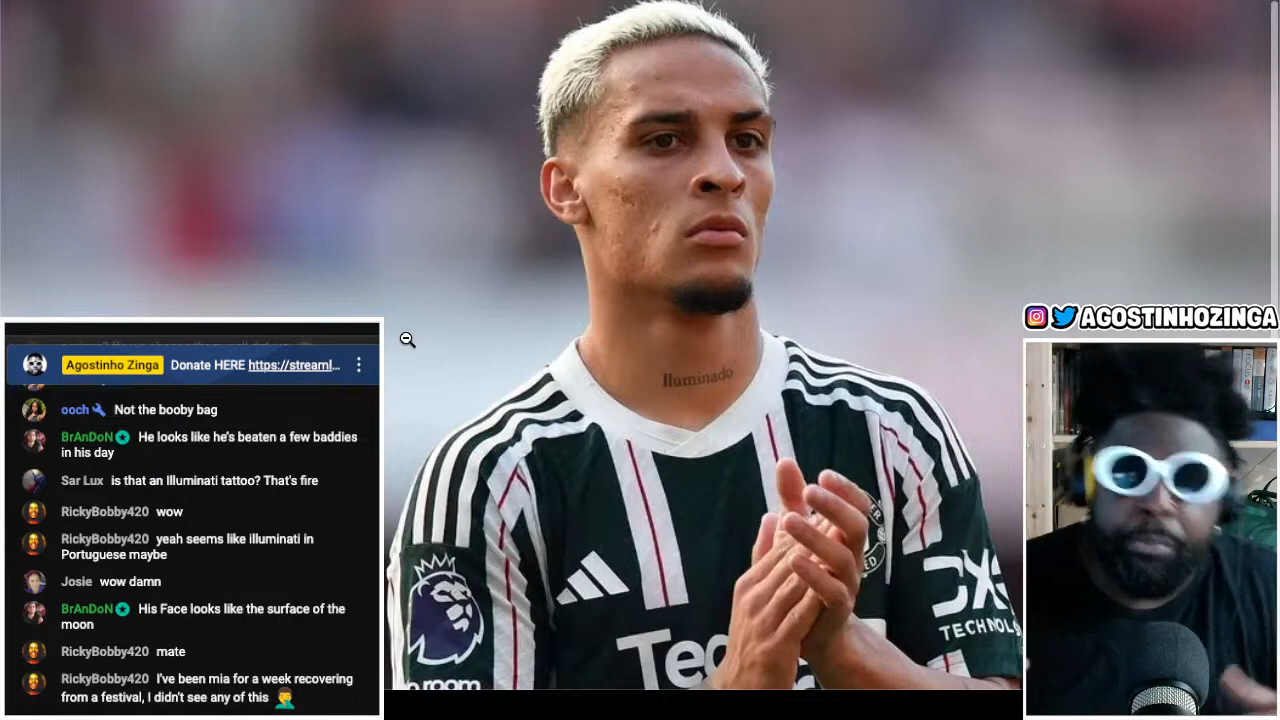 Iluminado
Te
DX
TECHNOLO
room
AGOSTINHOZINGA
Agostinho Zinga Donate HERE https://streaml...
ooch Not the booby bag
BrAnDoN He looks like he's beaten a few baddies
in his day
Sar Lux is that an Illuminati tattoo? That's fire
RickyBobby420 wow
RickyBobby420 yeah seems like illuminati in
Portuguese maybe
Josie wow damn
BrAnDoN His Face looks like the surface of the
moon
RickyBobby420 mate
RickyBobby420 I've been mia for a week recovering
from a festival, I didn't see any of this